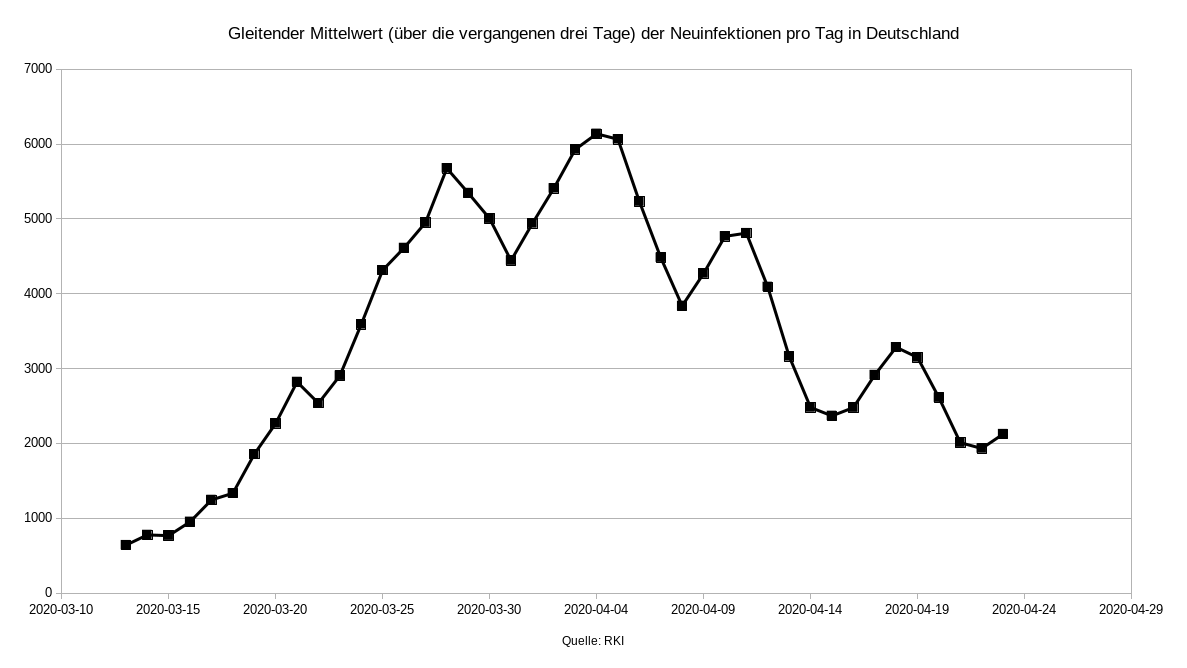 Gleitender Mittelwert (über die vergangenen drei Tage) der Neuinfektionen pro Tag in Deutschland
7000
6000
5000
4000
3000
2000
1000
0
2020-03-10 2020-03-15 2020-03-20 2020-03-25 2020-03-30 2020-04-04 2020-04-09 2020-04-14 2020-04-19 2020-04-24 2020-04-29
Quelle: RKI